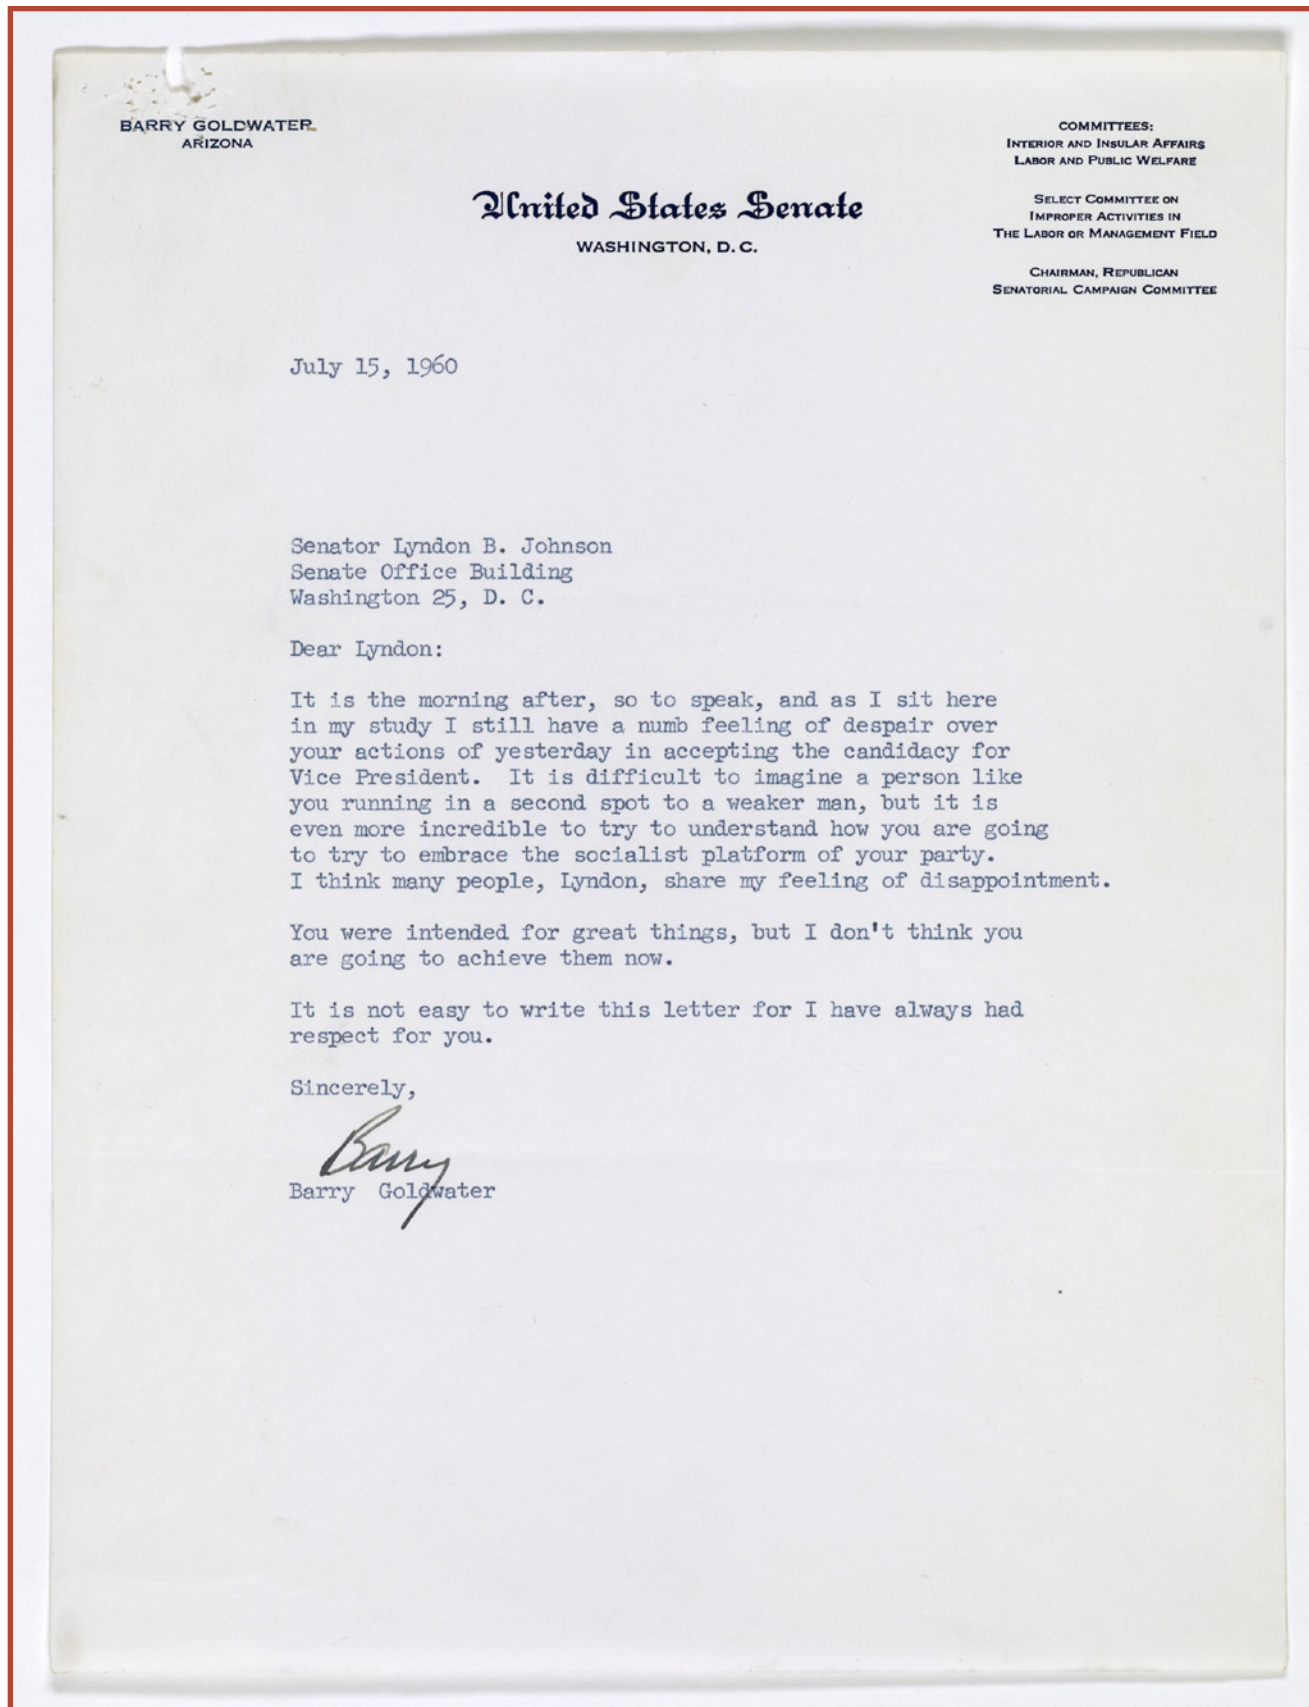 BARRY GOLDWATER
ARIZONA
COMMITTEES:
INTERIOR AND INSULAR AFFAIRS
LABOR AND PUBLIC WELFARE
SELECT COMMITTEE ON
IMPROPER ACTIVITIES IN
THE LABOR OR MANAGEMENT FIELD
CHAIRMAN, REPUBLICAN
SENATORIAL CAMPAIGN COMMITTEE
United States Senate
WASHINGTON, D. C.
July 15, 1960
Senator Lyndon B. Johnson
Senate Office Building
Washington 25, D. C.
Dear Lyndon:
It is the morning after, so to speak, and as I sit here
in my study I still have a numb feeling of despair over
your actions of yesterday in accepting the candidacy for
Vice President.  It is difficult to imagine a person like
you running in a second spot to a weaker man, but it is
even more incredible to try to understand how you are going
to try to embrace the socialist platform of your party.
I think many people, Lyndon, share my feeling of disappointment.
You were intended for great things, but I don't think you
are going to achieve them now.
It is not easy to write this letter for I have always had
respect for you.
Sincerely,
Barry
Barry Goldwater